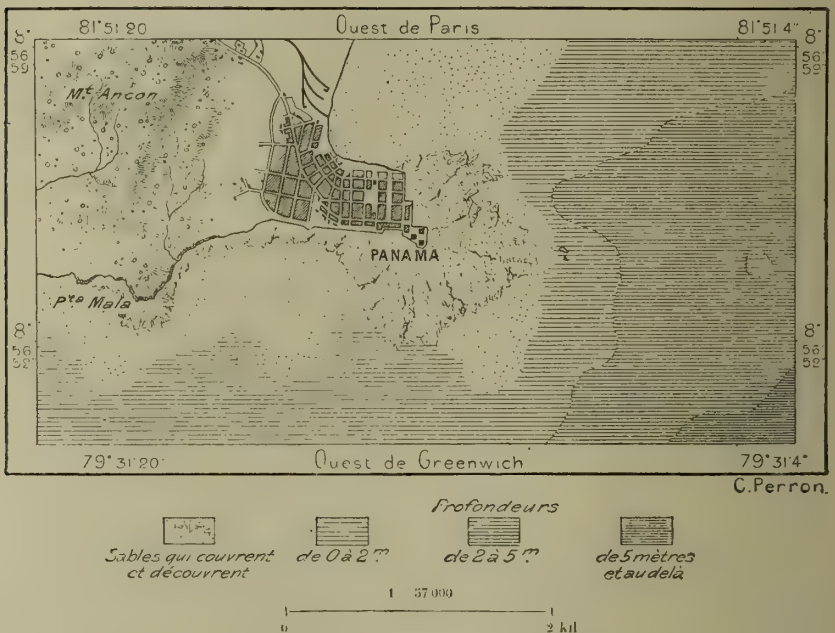 81°51'20" Ouest de Paris 81°51'4"
8° 8°
56' 56'
59" 59"
Mt Ancon
PANAMA
Pta Mala
8° 8°
56' 56'
52" 52"
79°31'20" Ouest de Greenwich 79°31'4"
C.Perron.
Profondeurs
Sables qui couvrent
et découvrent
de 0 à 2 m
de 2 à 5 m
de 5 mètres
et au delà
1 37 000
0 2 kil